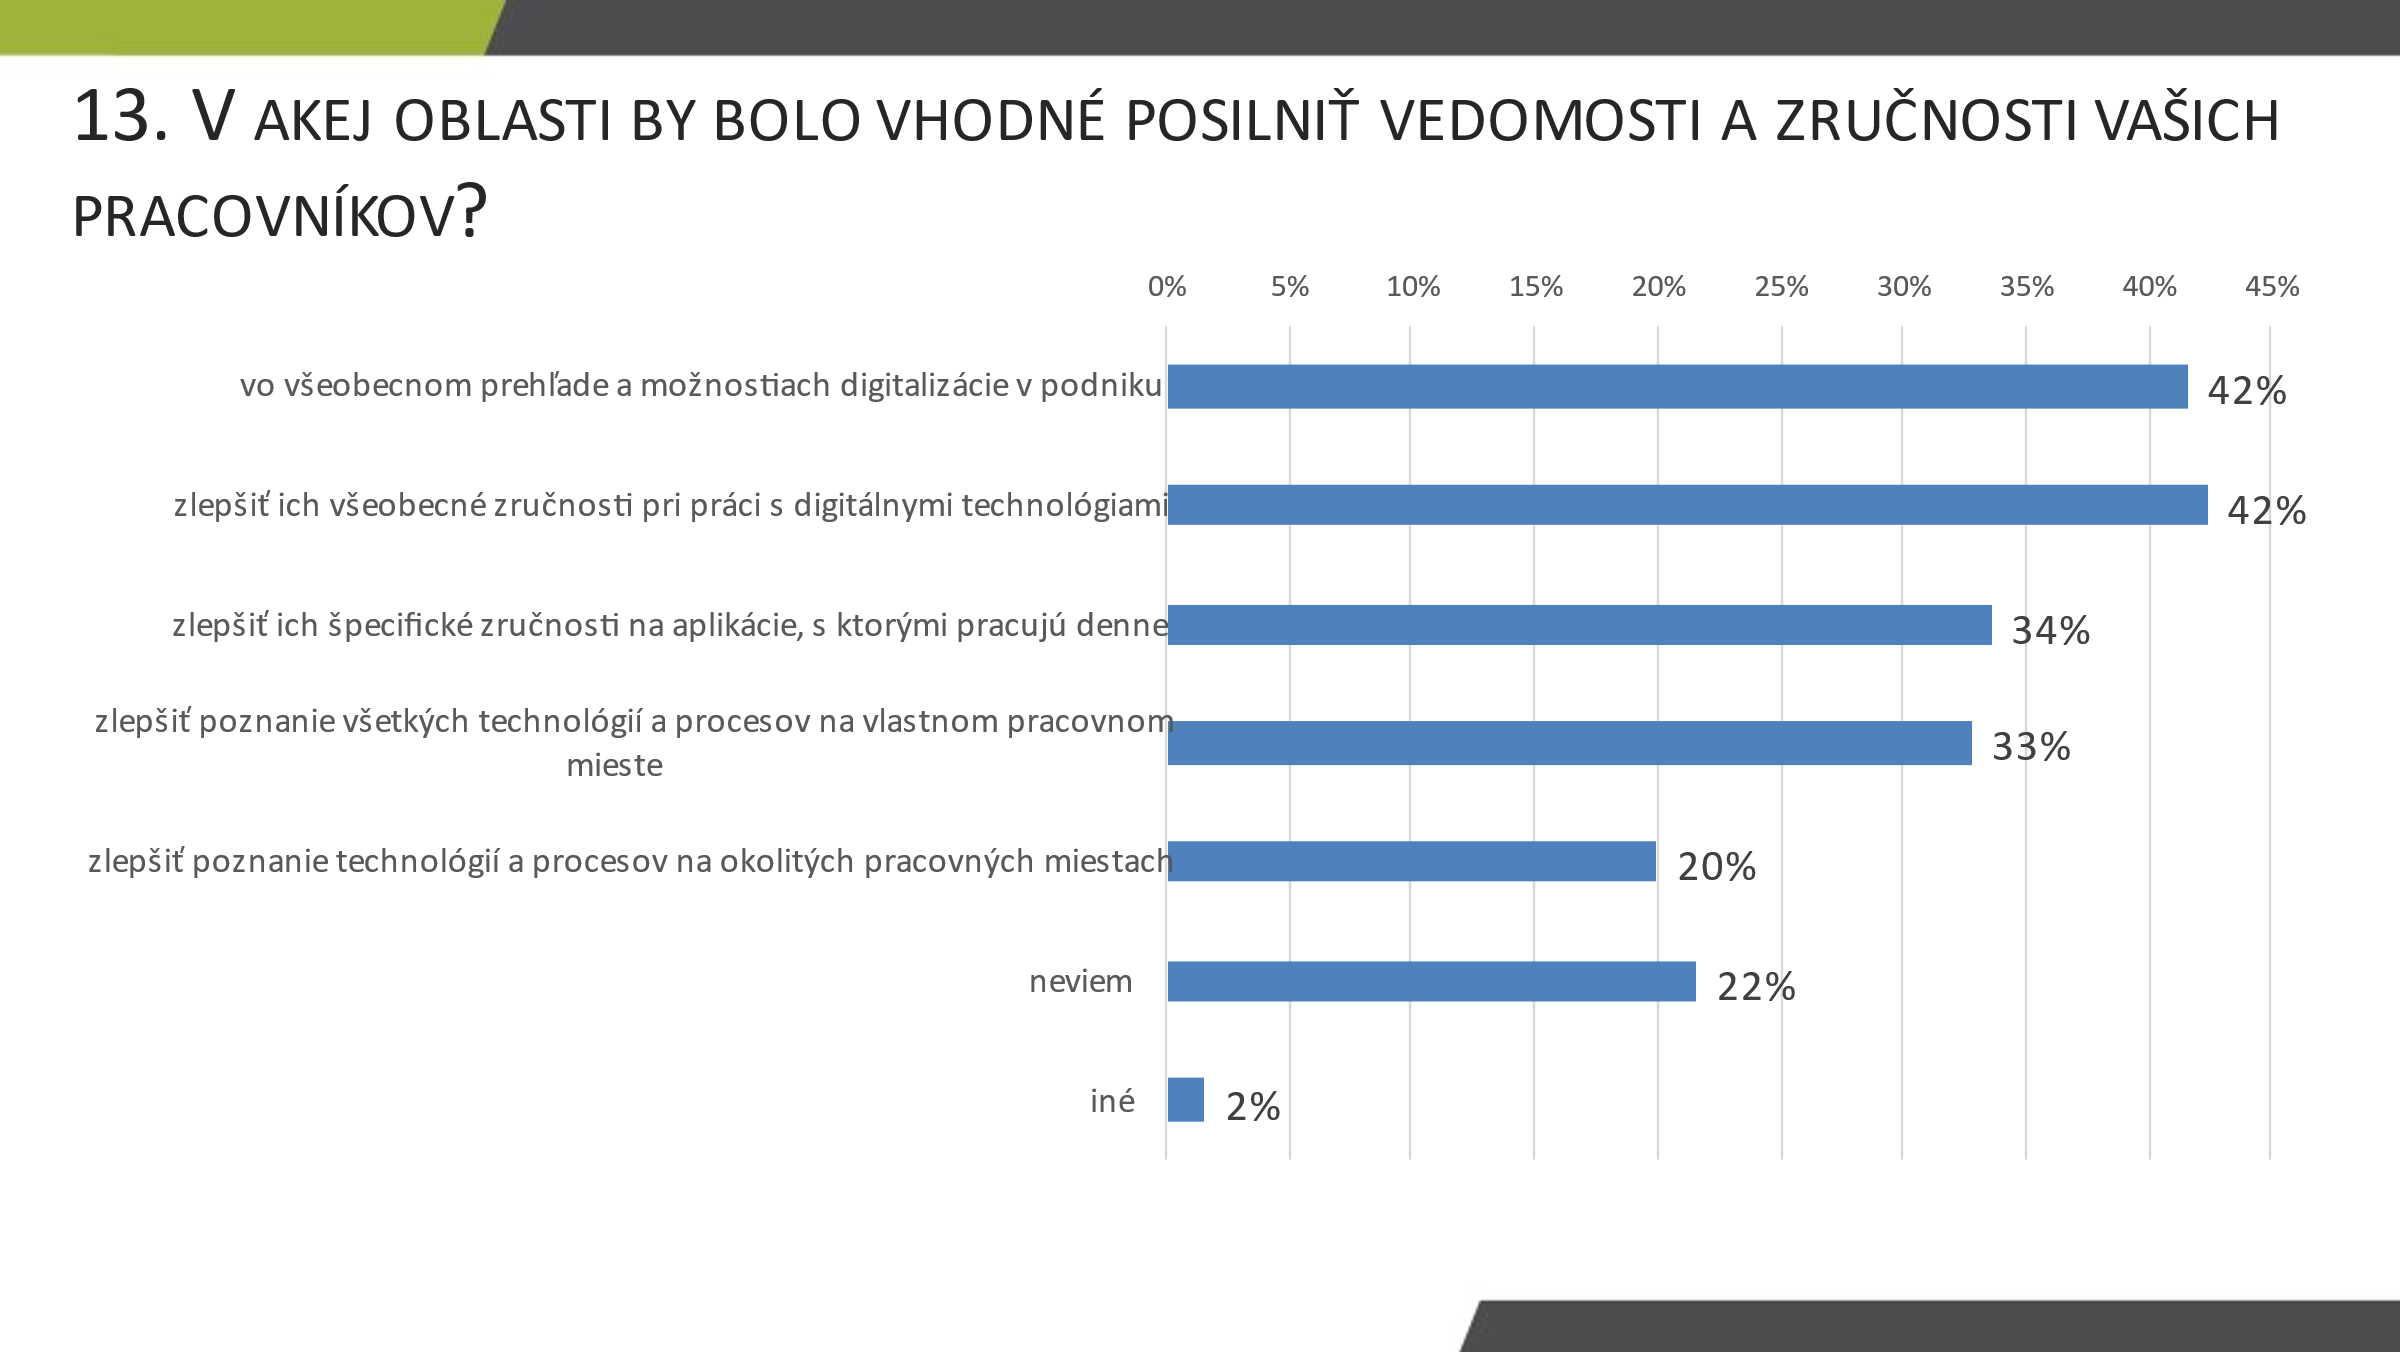 13. V AKEJ OBLASTI BY BOLO VHODNÉ POSILNIŤ VEDOMOSTI A ZRUČNOSTI VAŠICH
PRACOVNÍKOV?
0% 5% 10% 15% 20% 25% 30% 35% 40% 45%
vo všeobecnom prehľade a možnostiach digitalizácie v podniku 42%
zlepšiť ich všeobecné zručnosti pri práci s digitálnymi technológiami 42%
zlepšiť ich špecifické zručnosti na aplikácie, s ktorými pracujú denne 34%
zlepšiť poznanie všetkých technológií a procesov na vlastnom pracovnom
mieste
33%
zlepšiť poznanie technológií a procesov na okolitých pracovných miestach 20%
neviem 22%
iné 2%